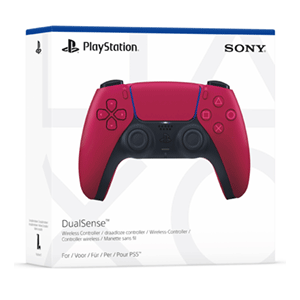 PlayStation
SONY
DualSense™
Wireless Controller / draadloze controller / Wireless Controller /
Controller wireless / Manette sans fil
For / Voor / Für / Per / Pour PS5™